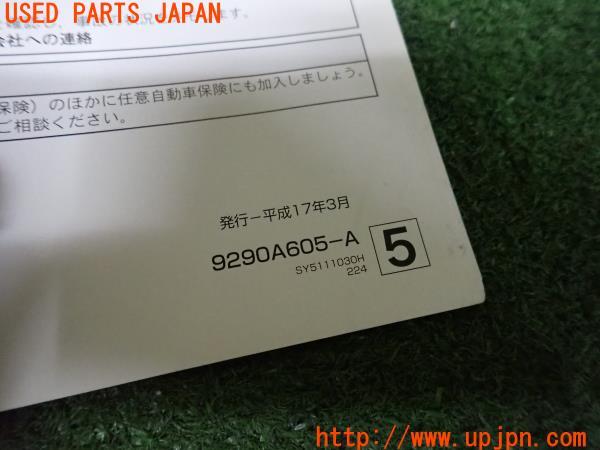 USED PARTS JAPAN
会社への連絡
保険）のほかに任意自動車保険にも加入しましょう。
ご相談ください。
発行－平成17年3月
9290A605-A 5
SY5111030H
224
http://www.upjpn.com